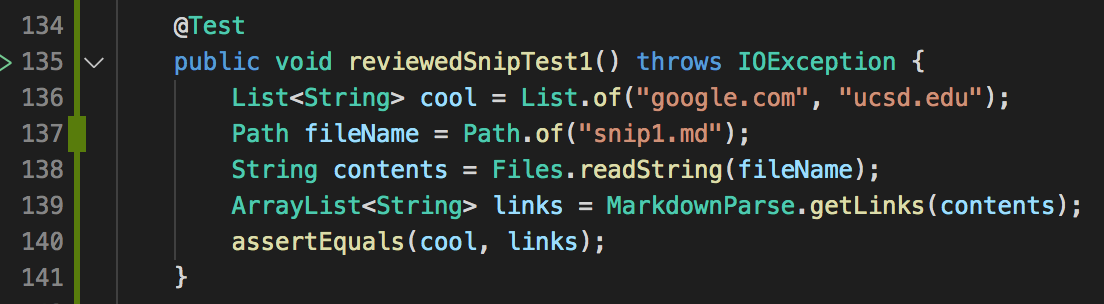 134 @Test
135 public void reviewedSnipTest1() throws IOException {
136 List<String> cool = List.of("google.com", "ucsd.edu");
137 Path fileName = Path.of("snip1.md");
138 String contents = Files.readString(fileName);
139 ArrayList<String> links = MarkdownParse.getLinks(contents);
140 assertEquals(cool, links);
141 }